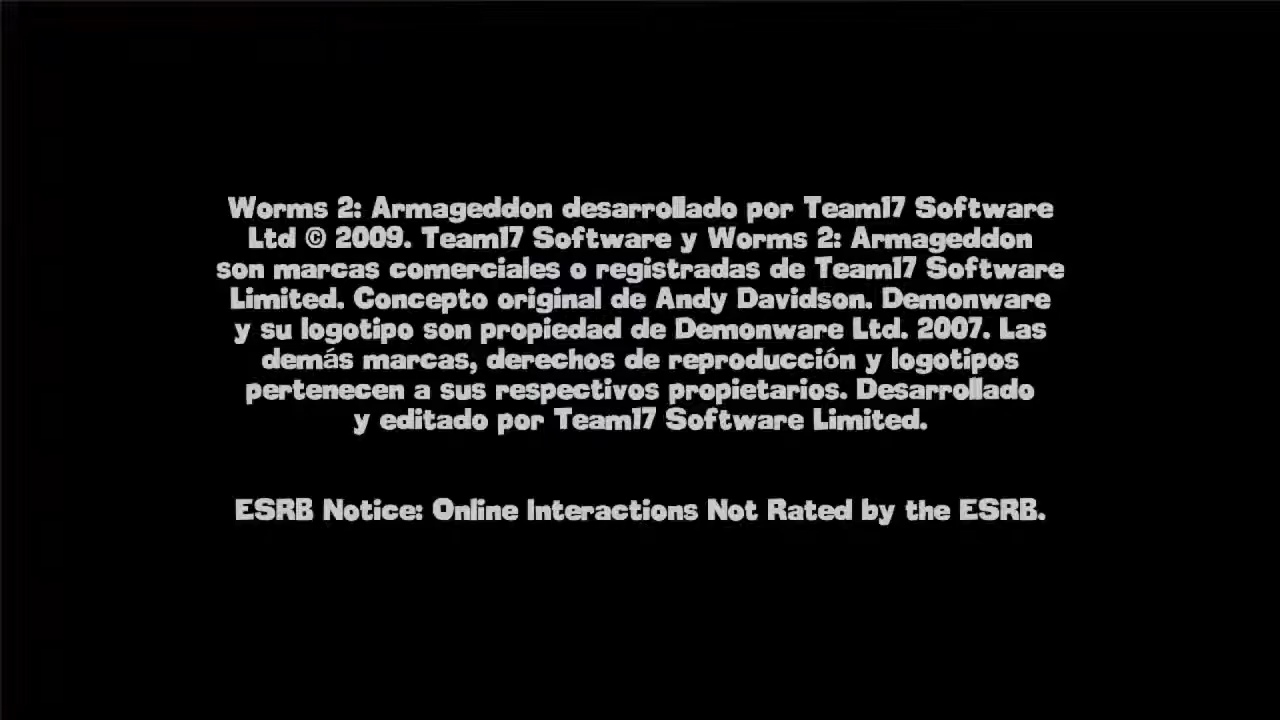 Worms 2: Armageddon desarrollado por Team17 Software
Ltd © 2009. Team17 Software y Worms 2: Armageddon
son marcas comerciales o registradas de Team17 Software
Limited. Concepto original de Andy Davidson. Demonware
y su logotipo son propiedad de Demonware Ltd. 2007. Las
demás marcas, derechos de reproducción y logotipos
pertenecen a sus respectivos propietarios. Desarrollado
y editado por Team17 Software Limited.
ESRB Notice: Online Interactions Not Rated by the ESRB.